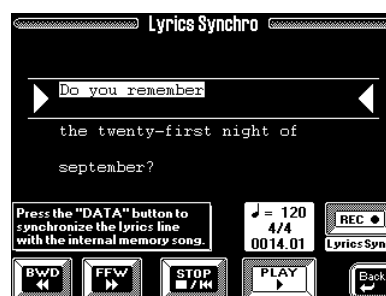 Lyrics Synchro
Do you remember
the twenty-first night of
september?
Press the "DATA" button to
synchronize the lyrics line
with the internal memory song.
♩= 120
4/4
0014.01
REC ●
Lyrics Syn
BWD
FFW
STOP
■/⏮
PLAY
Back